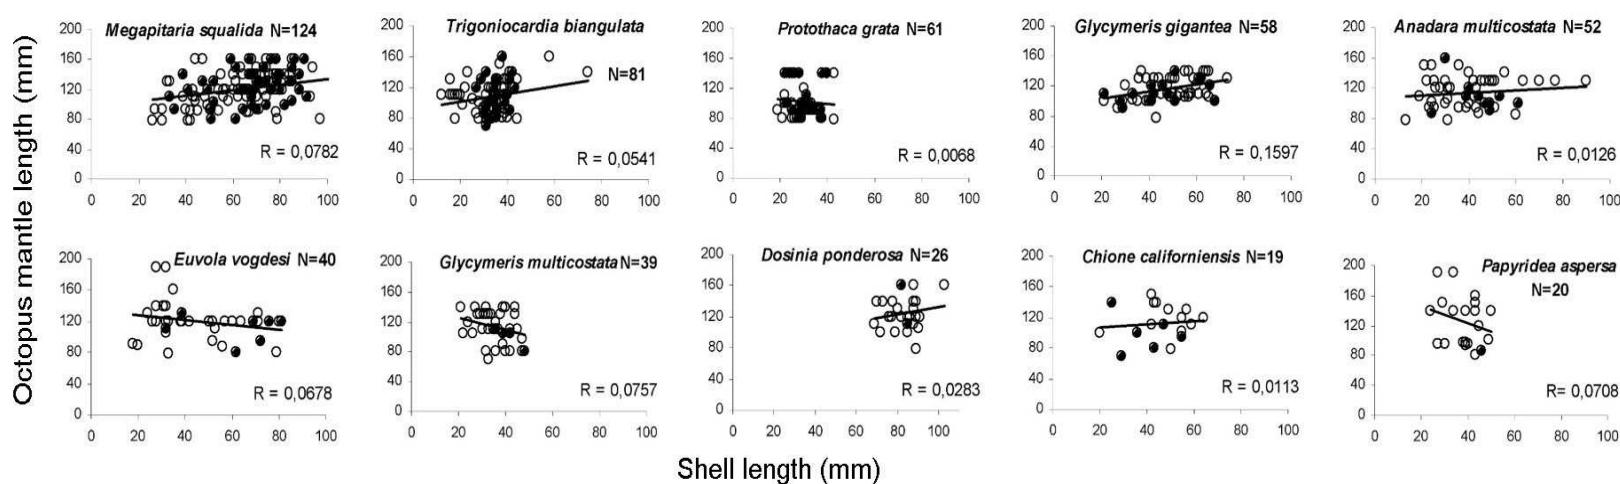 Octopus mantle length (mm)
Megapitaria squalida N=124
200
160
120
80
40
0
R = 0,0782
0 20 40 60 80 100
Trigoniocardia biangulata
N=81
200
160
120
80
40
0
R = 0,0541
0 20 40 60 80 100
Protothaca grata N=61
200
160
120
80
40
0
R = 0,0068
0 20 40 60 80 100
Glycymeris gigantea N=58
200
160
120
80
40
0
R = 0,1597
0 20 40 60 80 100
Anadara multicostata N=52
200
160
120
80
40
0
R = 0,0126
0 20 40 60 80 100
Euvola vogdesi N=40
200
160
120
80
40
0
R = 0,0678
0 20 40 60 80 100
Glycymeris multicostata N=39
200
160
120
80
40
0
R = 0,0757
0 20 40 60 80 100
Dosinia ponderosa N=26
200
160
120
80
40
0
R = 0,0283
0 20 40 60 80 100
Chione californiensis N=19
200
160
120
80
40
0
R = 0,0113
0 20 40 60 80 100
Papyridea aspersa
N=20
200
160
120
80
40
0
R= 0,0708
0 20 40 60 80 100
Shell length (mm)